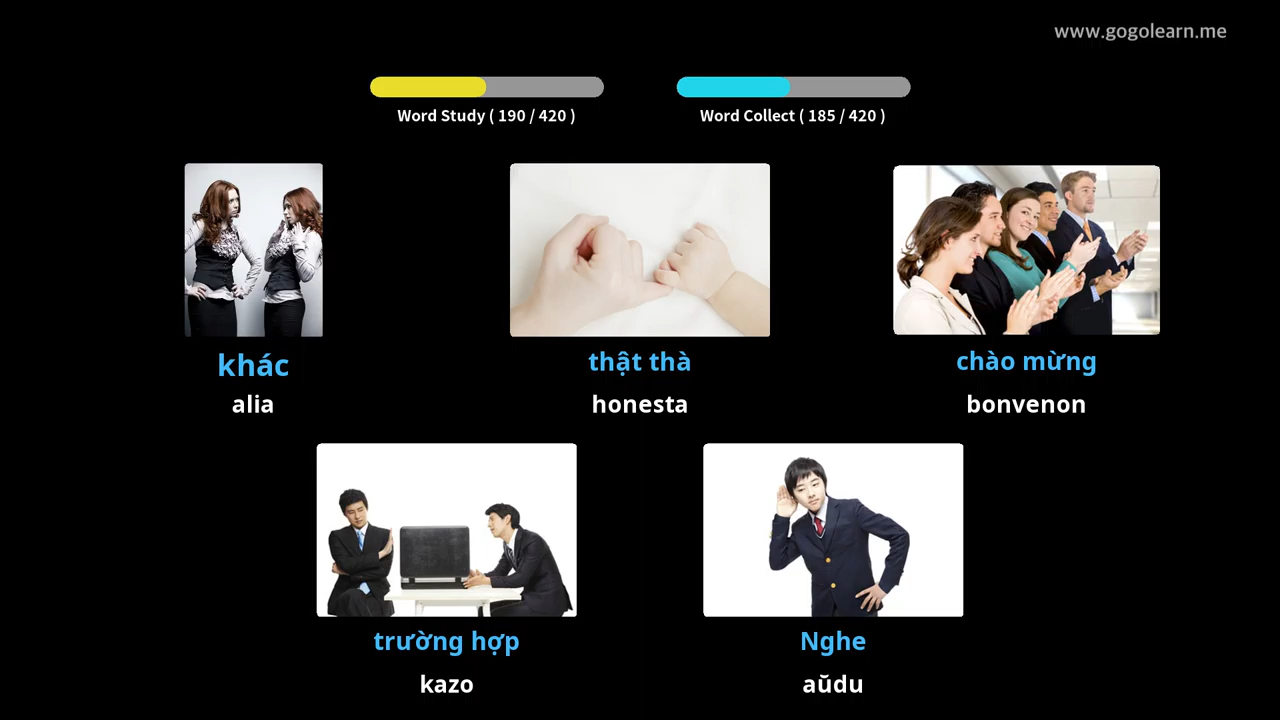 www.gogolearn.me
Word Study ( 190 / 420 )
Word Collect ( 185 / 420 )
khác
alia
thật thà
honesta
chào mừng
bonvenon
trường hợp
kazo
Nghe
aŭdu